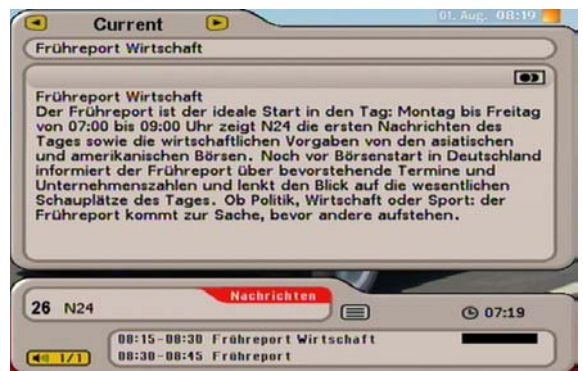 Current
01. Aug. 08:19
Frühreport Wirtschaft
Frühreport Wirtschaft
Der Frühreport ist der ideale Start in den Tag: Montag bis Freitag
von 07:00 bis 09:00 Uhr zeigt N24 die ersten Nachrichten des
Tages sowie die wirtschaftlichen Vorgaben von den asiatischen
und amerikanischen Börsen. Noch vor Börsenstart in Deutschland
informiert der Frühreport über bevorstehende Termine und
Unternehmenszahlen und lenkt den Blick auf die wesentlichen
Schauplätze des Tages. Ob Politik, Wirtschaft oder Sport: der
Frühreport kommt zur Sache, bevor andere aufstehen.
Nachrichten
26 N24
07:19
08:15-08:30 Frühreport Wirtschaft
1/1 08:30-08:45 Frühreport